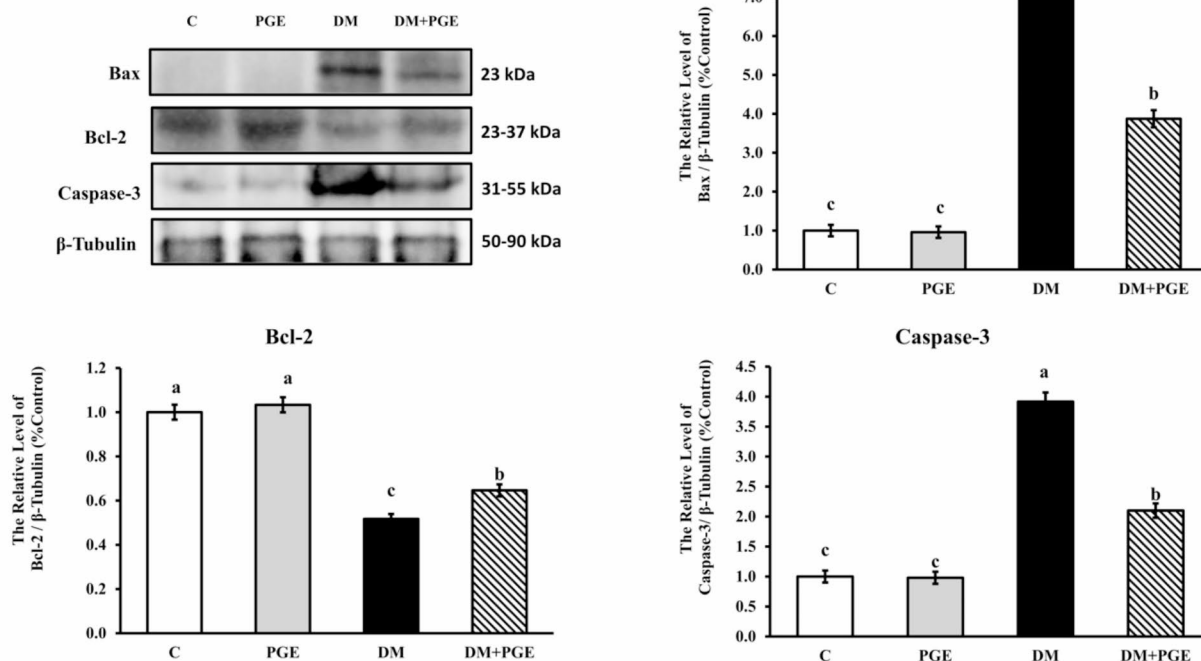 C PGE DM DM+PGE
Bax 23 kDa
Bcl-2 23-37 kDa
Caspase-3 31-55 kDa
β-Tubulin 50-90 kDa
The Relative Level of
Bax / β-Tubulin (%Control)
4.0
3.0
2.0
1.0
0.0
c
c
b
C PGE DM DM+PGE
Bcl-2
The Relative Level of
Bcl-2 / β-Tubulin (%Control)
1.2
1.0
0.8
0.6
0.4
0.2
0.0
a
a
c
b
C PGE DM DM+PGE
Caspase-3
The Relative Level of
Caspase-3/ β-Tubulin (%Control)
4.5
4.0
3.5
3.0
2.5
2.0
1.5
1.0
0.5
0.0
c
c
a
b
C PGE DM DM+PGE